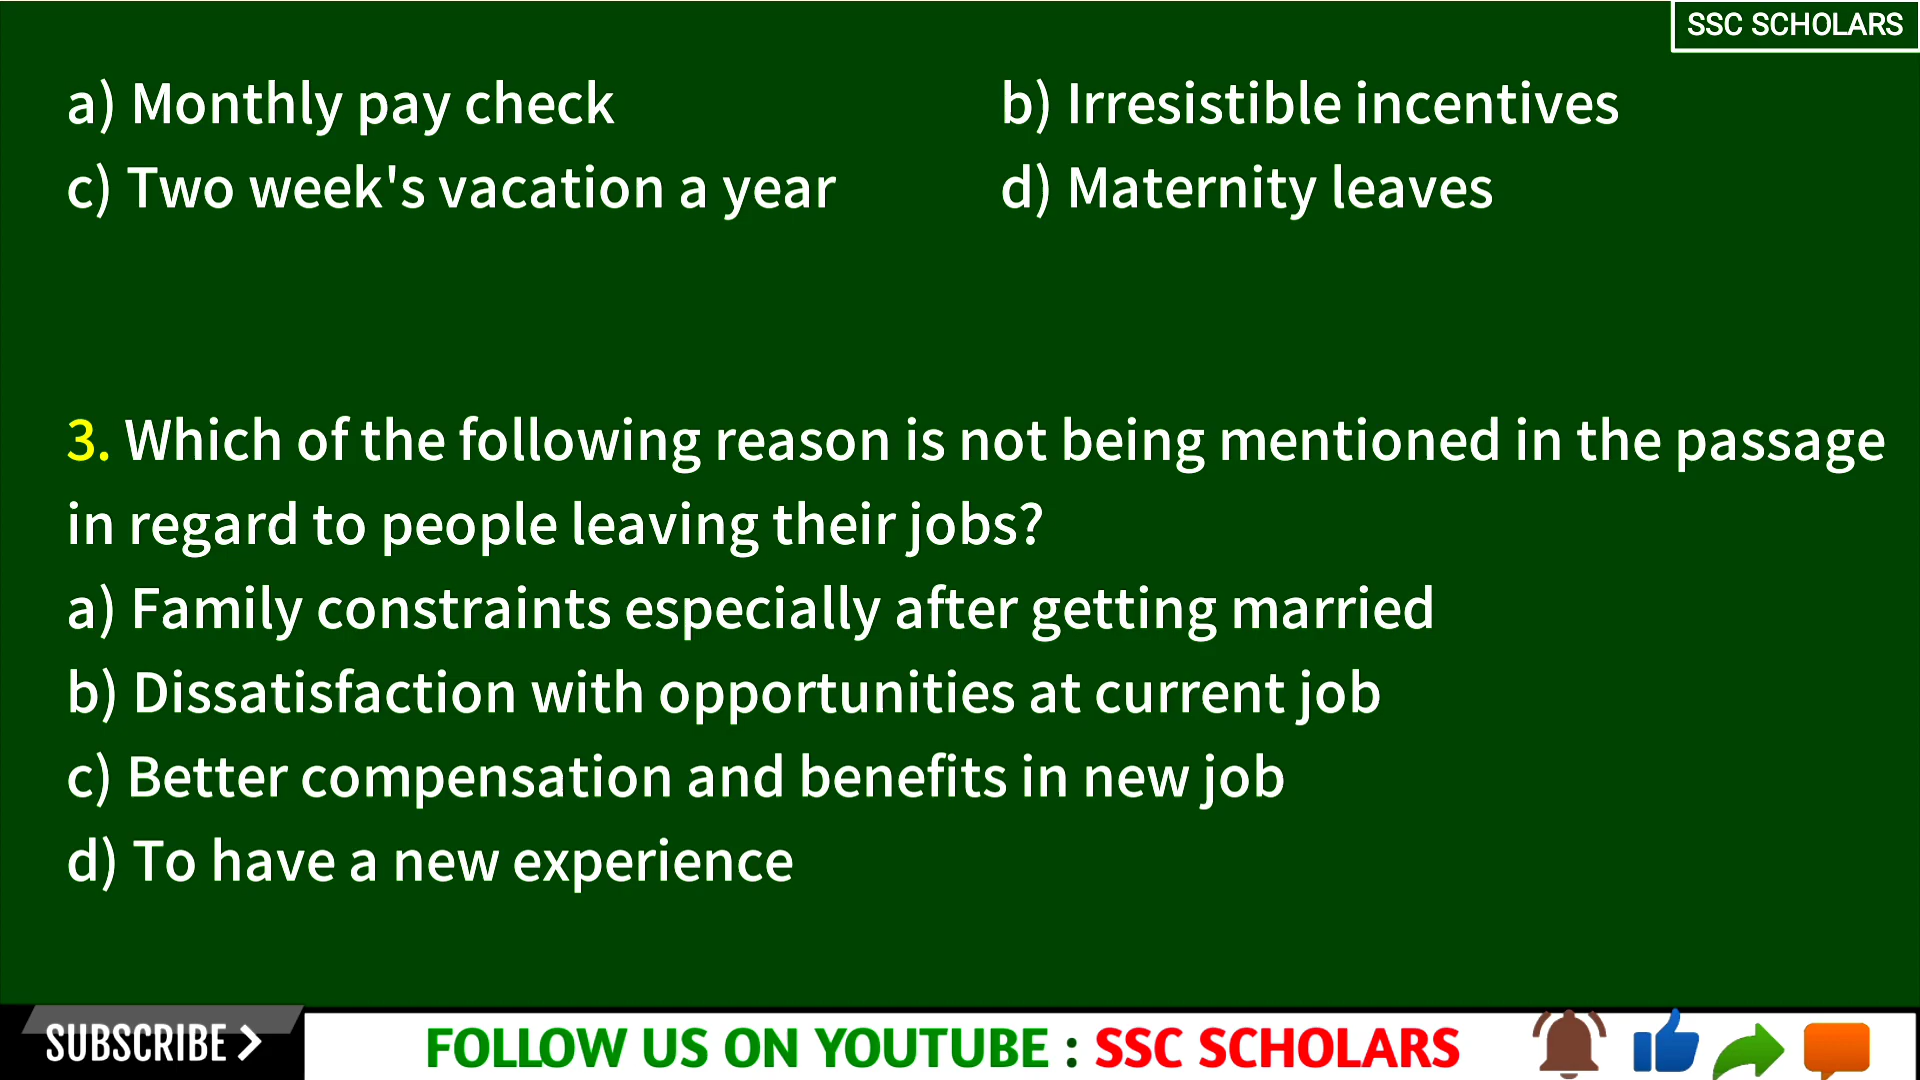 SSC SCHOLARS
a) Monthly pay check b) Irresistible incentives
c) Two week's vacation a year d) Maternity leaves
3. Which of the following reason is not being mentioned in the passage
in regard to people leaving their jobs?
a) Family constraints especially after getting married
b) Dissatisfaction with opportunities at current job
c) Better compensation and benefits in new job
d) To have a new experience
SUBSCRIBE FOLLOW US ON YOUTUBE : SSC SCHOLARS